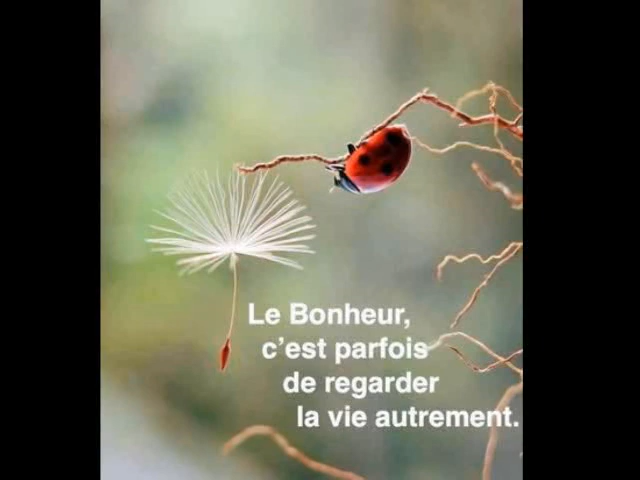 Le Bonheur,
c’est parfois
de regarder
la vie autrement.